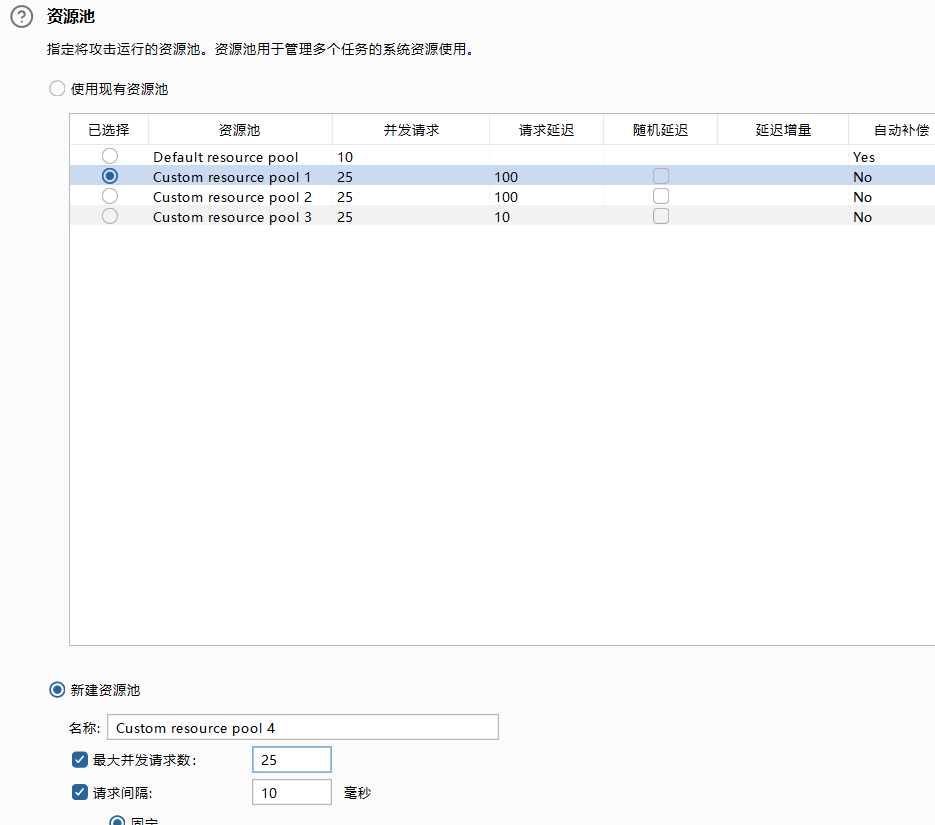 资源池
指定将攻击运行的资源池。资源池用于管理多个任务的系统资源使用。
使用现有资源池
已选择 资源池 并发请求 请求延迟 随机延迟 延迟增量 自动补偿
Default resource pool 10 Yes
Custom resource pool 1 25 100 No
Custom resource pool 2 25 100 No
Custom resource pool 3 25 10 No
新建资源池
名称: Custom resource pool 4
最大并发请求数: 25
请求间隔: 10 毫秒
固定